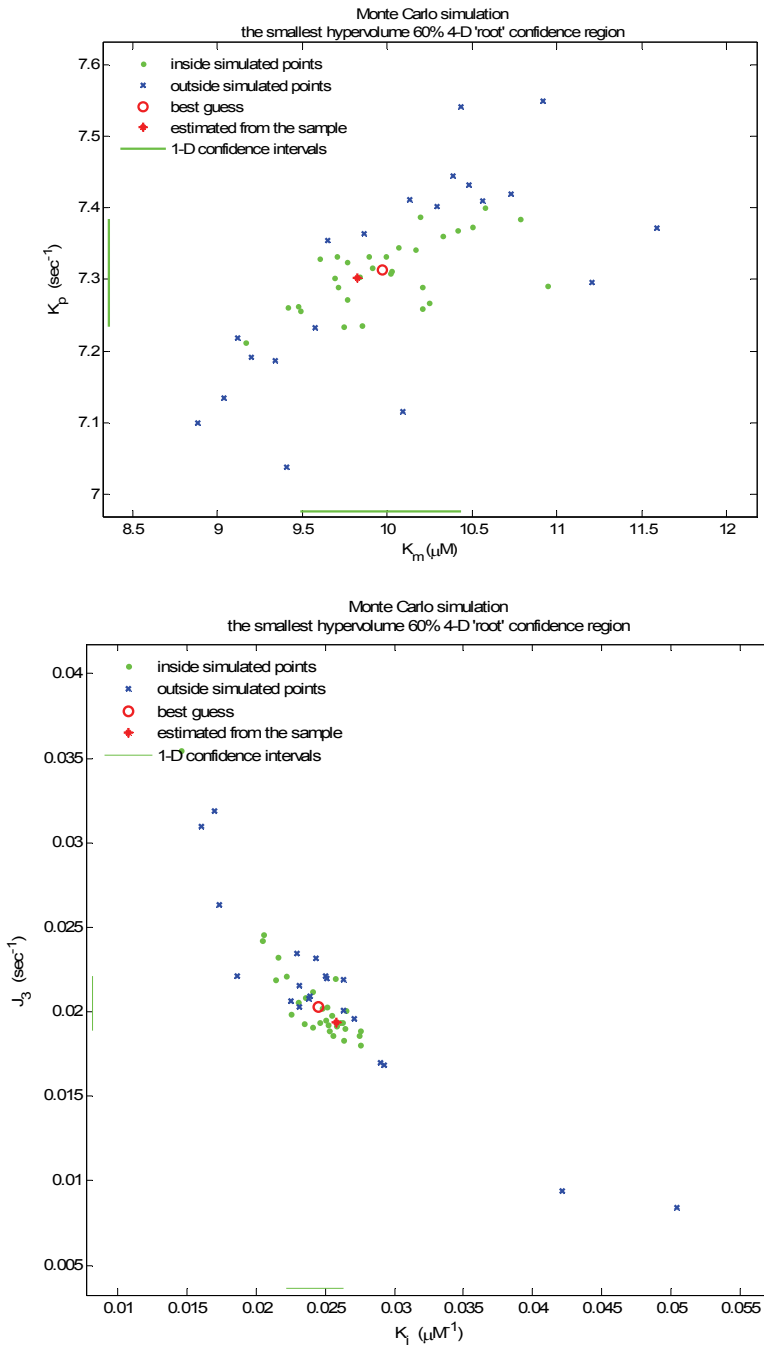 Monte Carlo simulation
the smallest hypervolume 60% 4-D 'root' confidence region
7.6
7.5
7.4
7.3
7.2
7.1
7
K_p (sec^-1)
inside simulated points
outside simulated points
best guess
estimated from the sample
1-D confidence intervals
8.5 9 9.5 10 10.5 11 11.5 12
K_m (μM)
Monte Carlo simulation
the smallest hypervolume 60% 4-D 'root' confidence region
0.04
0.035
0.03
0.025
0.02
0.015
0.01
0.005
J_3 (sec^-1)
inside simulated points
outside simulated points
best guess
estimated from the sample
1-D confidence intervals
0.01 0.015 0.02 0.025 0.03 0.035 0.04 0.045 0.05 0.055
K_i (μM^-1)